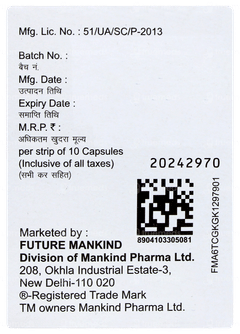 Mfg. Lic. No. : 51/UA/SC/P-2013
Batch No. :
बैच नं.
Mfg. Date :
उत्पादन तिथि
Expiry Date :
समाप्ति तिथि
M.R.P. ₹ :
अधिकतम खुदरा मूल्य
per strip of 10 Capsules
(Inclusive of all taxes)
(सभी कर सहित)
20242970
8904103305081
FMA6TCGKGK1297901
Marketed by :
FUTURE MANKIND
Division of Mankind Pharma Ltd.
208, Okhla Industrial Estate-3,
New Delhi-110 020
®-Registered Trade Mark
TM owners Mankind Pharma Ltd.